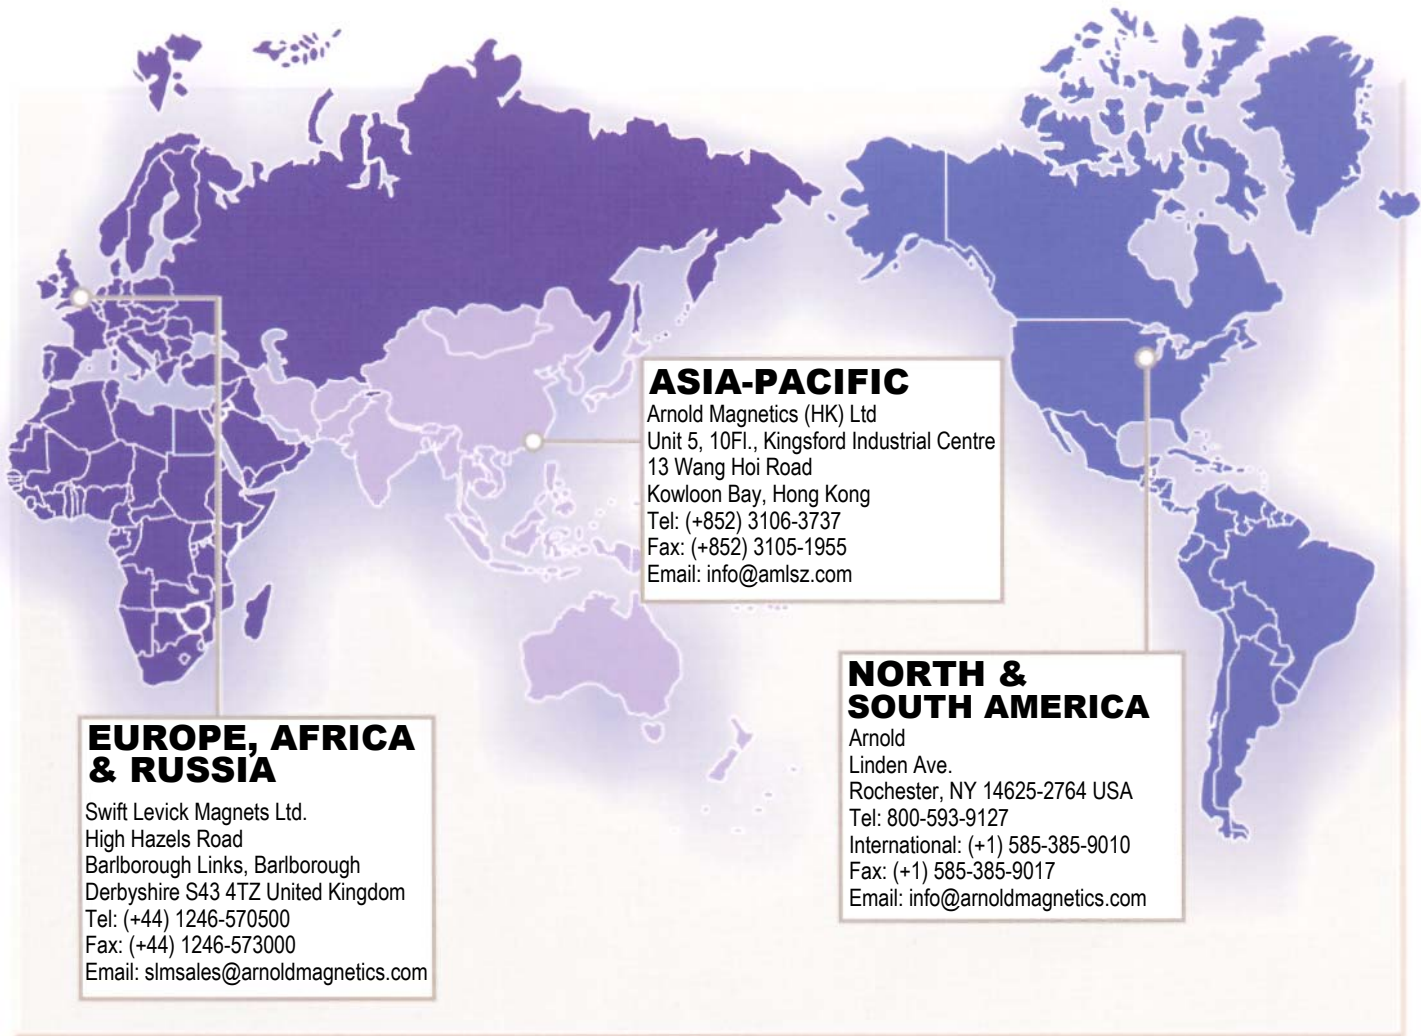 ASIA-PACIFIC
Arnold Magnetics (HK) Ltd
Unit 5, 10Fl., Kingsford Industrial Centre
13 Wang Hoi Road
Kowloon Bay, Hong Kong
Tel: (+852) 3106-3737
Fax: (+852) 3105-1955
Email: info@amlsz.com
NORTH &
SOUTH AMERICA
Arnold
Linden Ave.
Rochester, NY 14625-2764 USA
Tel: 800-593-9127
International: (+1) 585-385-9010
Fax: (+1) 585-385-9017
Email: info@arnoldmagnetics.com
EUROPE, AFRICA
& RUSSIA
Swift Levick Magnets Ltd.
High Hazels Road
Barlborough Links, Barlborough
Derbyshire S43 4TZ United Kingdom
Tel: (+44) 1246-570500
Fax: (+44) 1246-573000
Email: slmsales@arnoldmagnetics.com